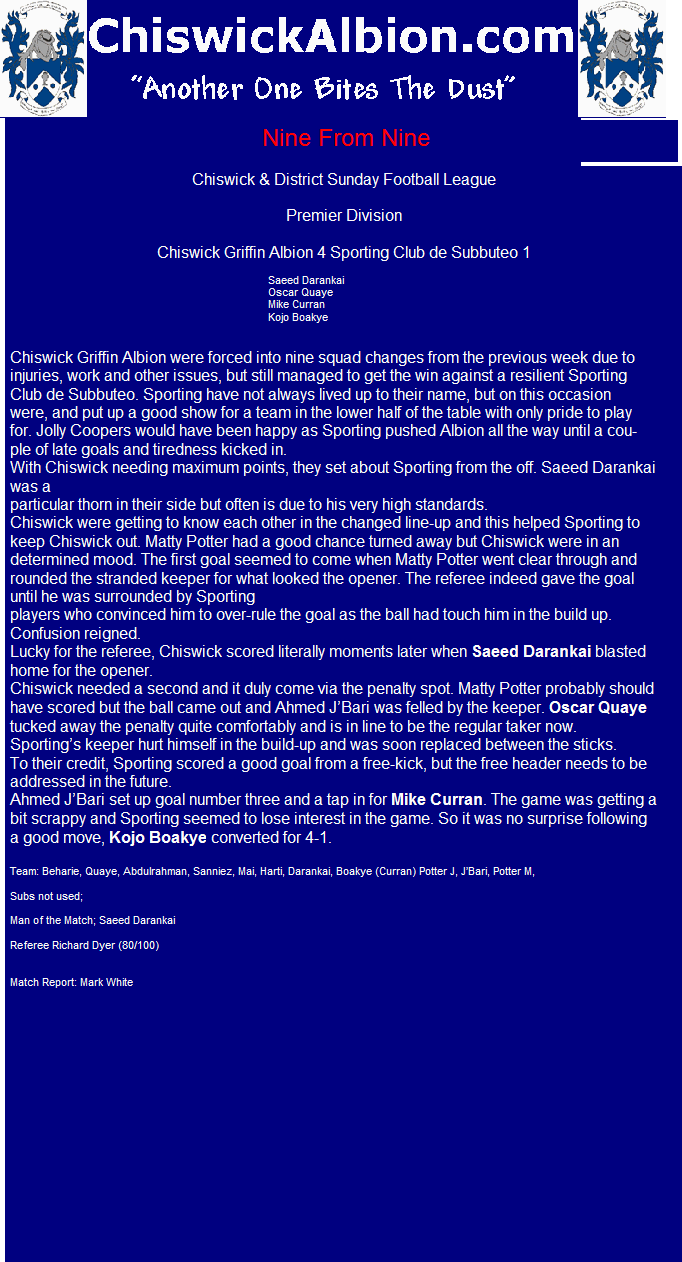 ChiswickAlbion.com
"Another One Bites The Dust"
Nine From Nine
Chiswick & District Sunday Football League
Premier Division
Chiswick Griffin Albion 4 Sporting Club de Subbuteo 1
Saeed Darankai
Oscar Quaye
Mike Curran
Kojo Boakye
Chiswick Griffin Albion were forced into nine squad changes from the previous week due to
injuries, work and other issues, but still managed to get the win against a resilient Sporting
Club de Subbuteo. Sporting have not always lived up to their name, but on this occasion
were, and put up a good show for a team in the lower half of the table with only pride to play
for. Jolly Coopers would have been happy as Sporting pushed Albion all the way until a cou-
ple of late goals and tiredness kicked in.
With Chiswick needing maximum points, they set about Sporting from the off. Saeed Darankai
was a
particular thorn in their side but often is due to his very high standards.
Chiswick were getting to know each other in the changed line-up and this helped Sporting to
keep Chiswick out. Matty Potter had a good chance turned away but Chiswick were in an
determined mood. The first goal seemed to come when Matty Potter went clear through and
rounded the stranded keeper for what looked the opener. The referee indeed gave the goal
until he was surrounded by Sporting
players who convinced him to over-rule the goal as the ball had touch him in the build up.
Confusion reigned.
Lucky for the referee, Chiswick scored literally moments later when Saeed Darankai blasted
home for the opener.
Chiswick needed a second and it duly come via the penalty spot. Matty Potter probably should
have scored but the ball came out and Ahmed J'Bari was felled by the keeper. Oscar Quaye
tucked away the penalty quite comfortably and is in line to be the regular taker now.
Sporting's keeper hurt himself in the build-up and was soon replaced between the sticks.
To their credit, Sporting scored a good goal from a free-kick, but the free header needs to be
addressed in the future.
Ahmed J'Bari set up goal number three and a tap in for Mike Curran. The game was getting a
bit scrappy and Sporting seemed to lose interest in the game. So it was no surprise following
a good move, Kojo Boakye converted for 4-1.
Team: Beharie, Quaye, Abdulrahman, Sanniez, Mai, Harti, Darankai, Boakye (Curran) Potter J, J'Bari, Potter M,
Subs not used;
Man of the Match; Saeed Darankai
Referee Richard Dyer (80/100)
Match Report: Mark White